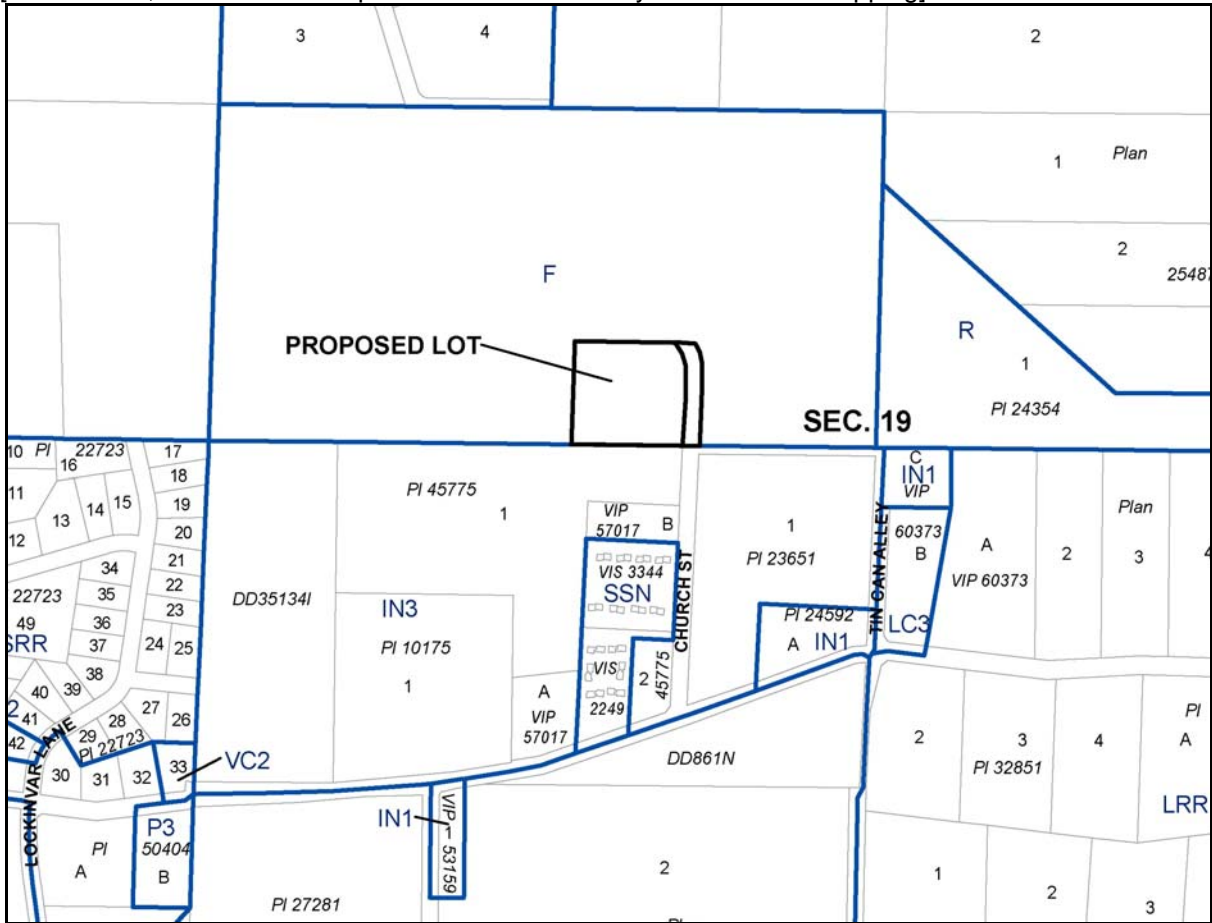 3
4
2
1
Plan
2
25487
F
R
1
Pl 24354
PROPOSED LOT
SEC. 19
10
Pl
22723
16
17
18
11
15
14
13
19
12
20
21
34
22
22723
35
23
49
36
SRR
37
24
25
38
39
40
27
26
41
28
29
42
Pl 22723
30
31
32
33
VC2
LOCKINVAR LANE
P3
Pl
50404
A
B
Pl 27281
Pl 45775
1
DD35134I
IN3
Pl 10175
1
VIP
57017
B
VIS 3344
SSN
VIS
2249
2
45775
A
VIP
57017
CHURCH ST
1
Pl 23651
Pl 24592
A
IN1
TIN CAN ALLEY
C
IN1
VIP
60373
B
LC3
A
VIP 60373
2
Plan
3
4
DD861N
IN1
VIP
53159
2
2
3
4
Pl 32851
Pl
A
LRR
1
2
3